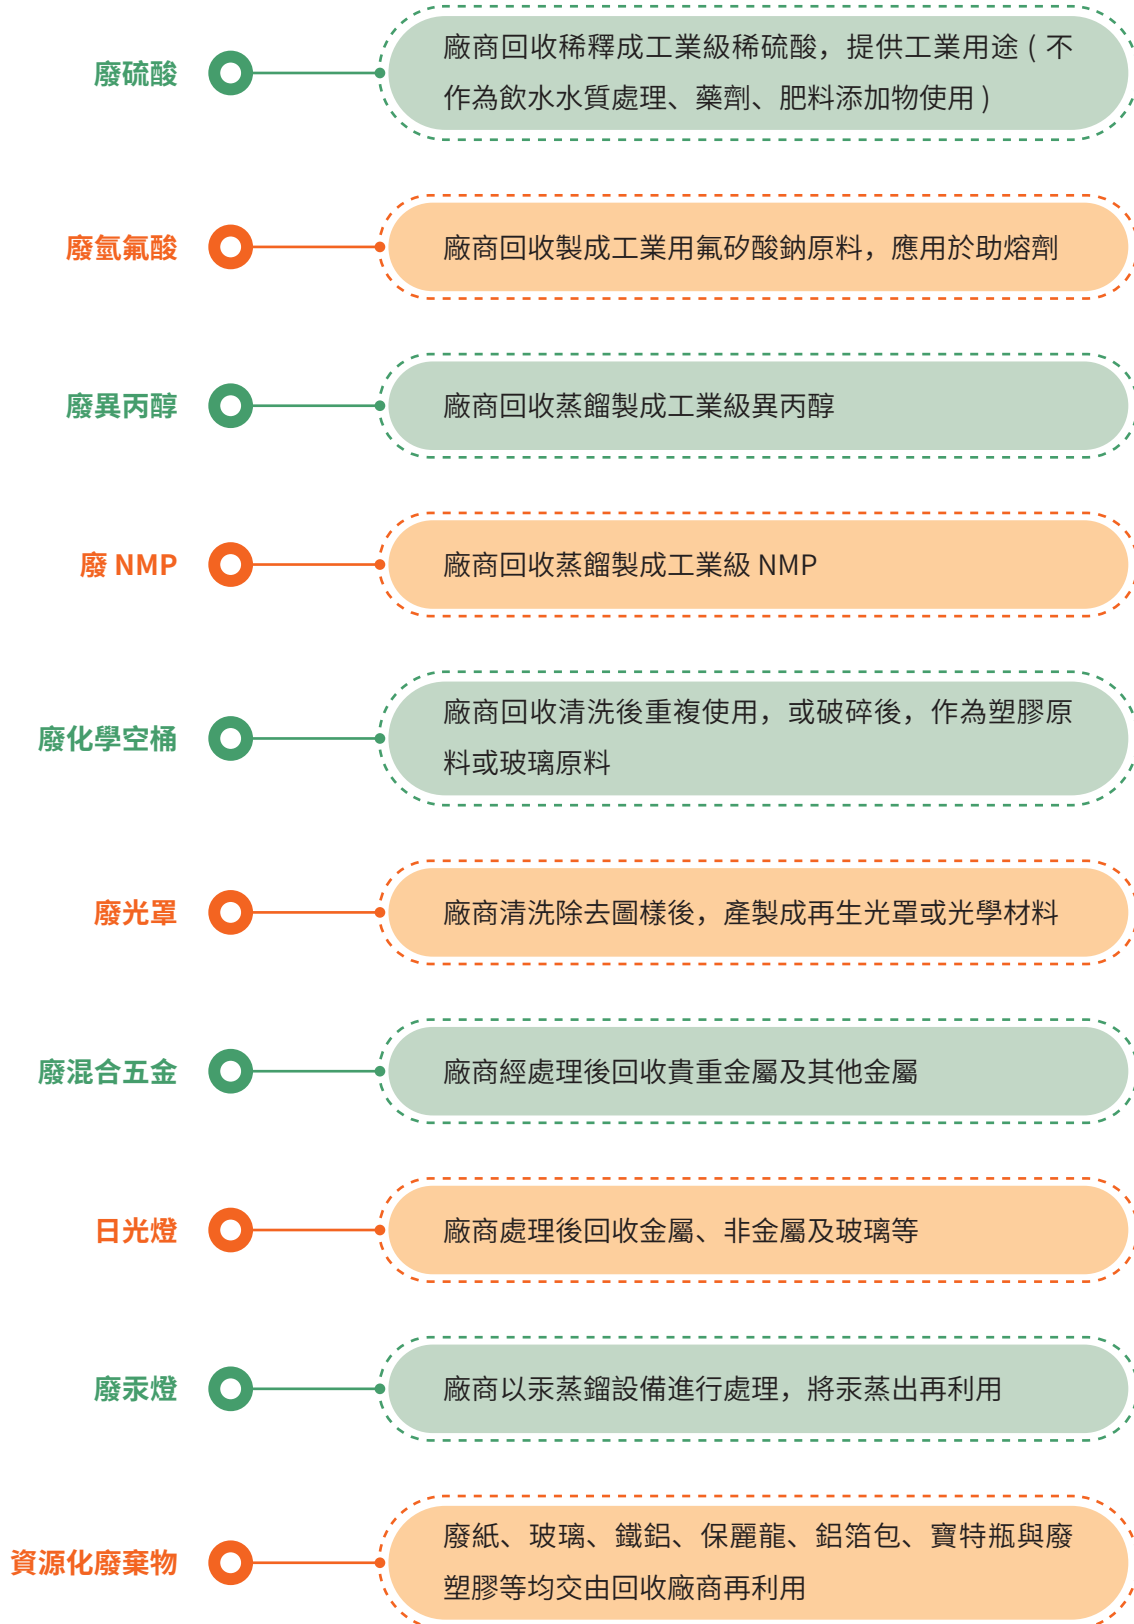 廢硫酸
廠商回收稀釋成工業級稀硫酸，提供工業用途 ( 不
作為飲水水質處理、藥劑、肥料添加物使用 )
廢氫氟酸
廠商回收製成工業用氟矽酸鈉原料，應用於助熔劑
廢異丙醇
廠商回收蒸餾製成工業級異丙醇
廢 NMP
廠商回收蒸餾製成工業級 NMP
廢化學空桶
廠商回收清洗後重複使用，或破碎後，作為塑膠原
料或玻璃原料
廢光罩
廠商清洗除去圖樣後，產製成再生光罩或光學材料
廢混合五金
廠商經處理後回收貴重金屬及其他金屬
日光燈
廠商處理後回收金屬、非金屬及玻璃等
廢汞燈
廠商以汞蒸鎦設備進行處理，將汞蒸出再利用
資源化廢棄物
廢紙、玻璃、鐵鋁、保麗龍、鋁箔包、寶特瓶與廢
塑膠等均交由回收廠商再利用